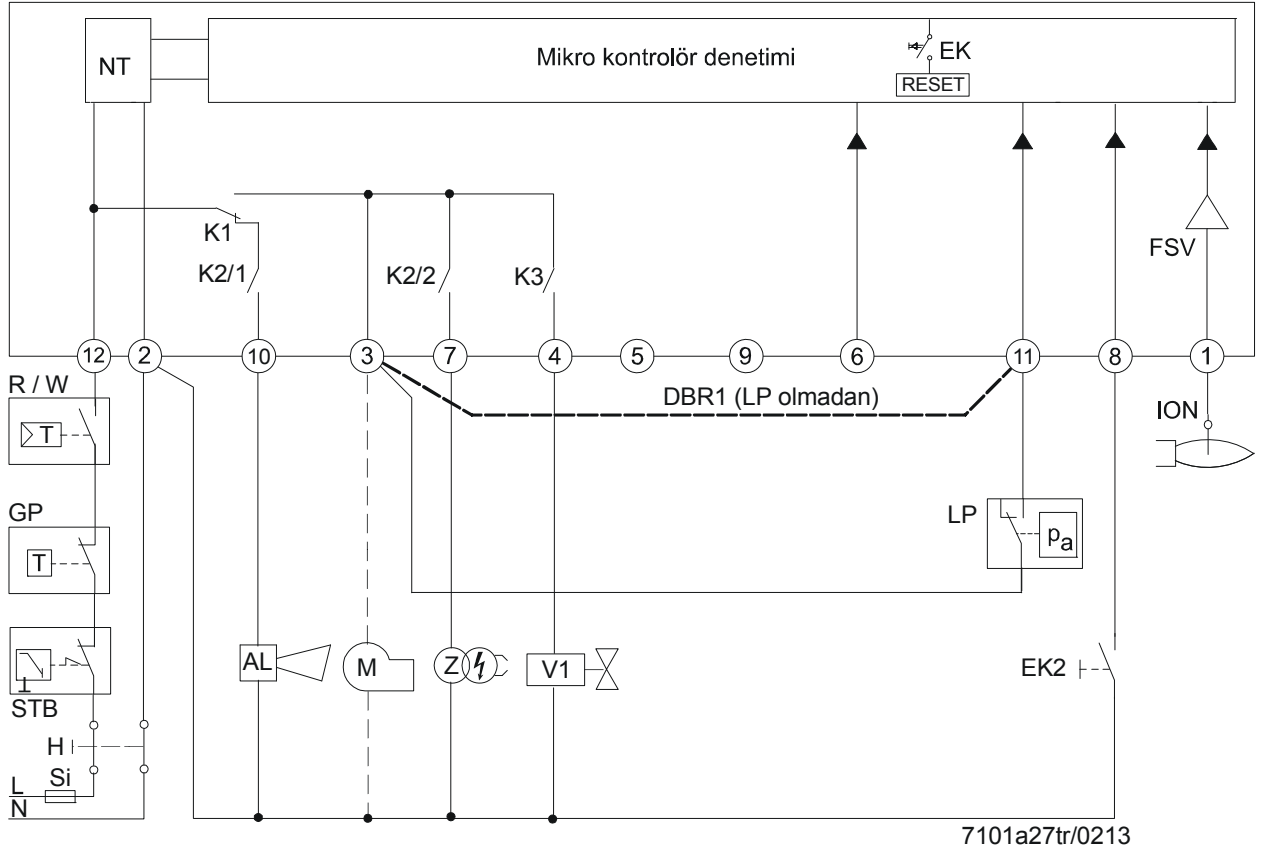 NT
Mikro kontrolör denetimi
EK
RESET
K1
K2/1
K2/2
K3
FSV
12
2
10
3
7
4
5
9
6
11
8
1
R / W
T
DBR1 (LP olmadan)
ION
GP
T
LP
pa
STB
AL
M
Z
V1
EK2
H
Si
L
N
7101a27tr/0213